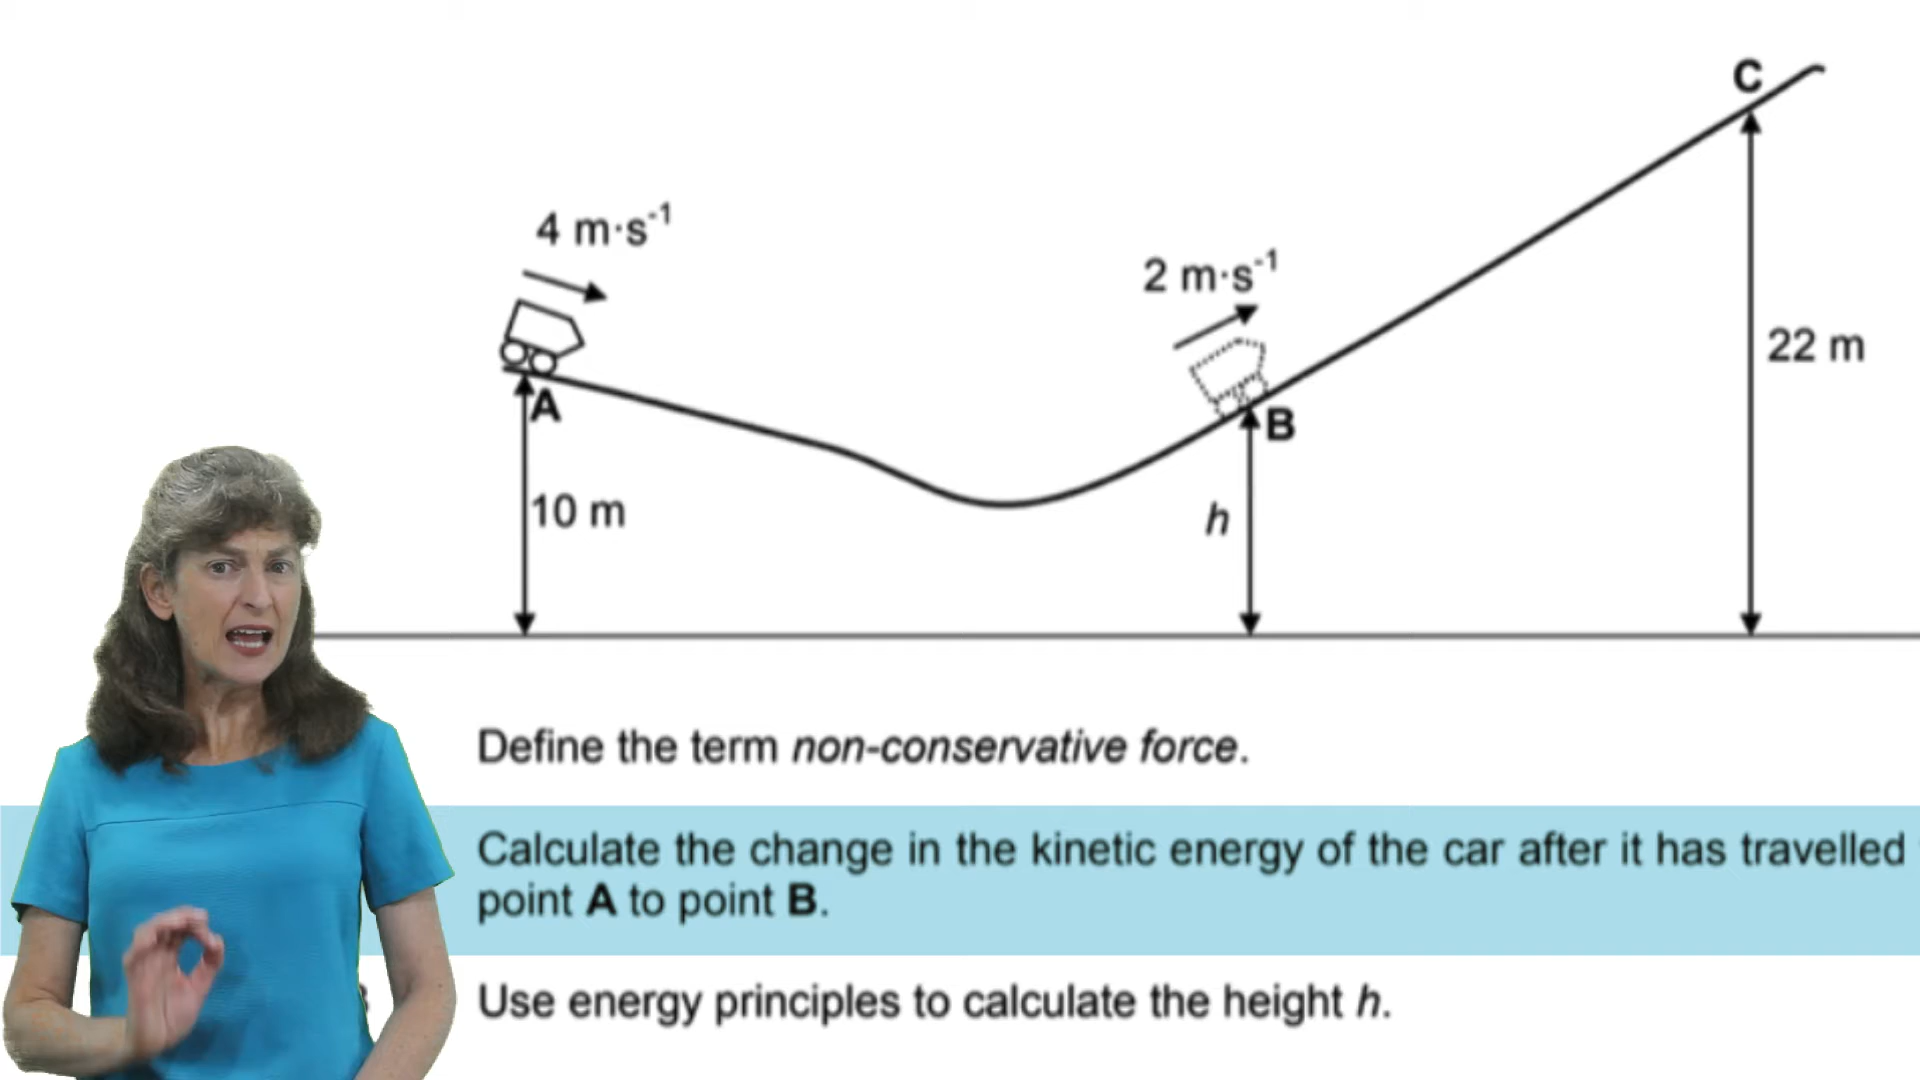 C
4 m·s⁻¹
2 m·s⁻¹
22 m
A
B
10 m
h
Define the term non-conservative force.
Calculate the change in the kinetic energy of the car after it has travelled
point A to point B.
Use energy principles to calculate the height h.